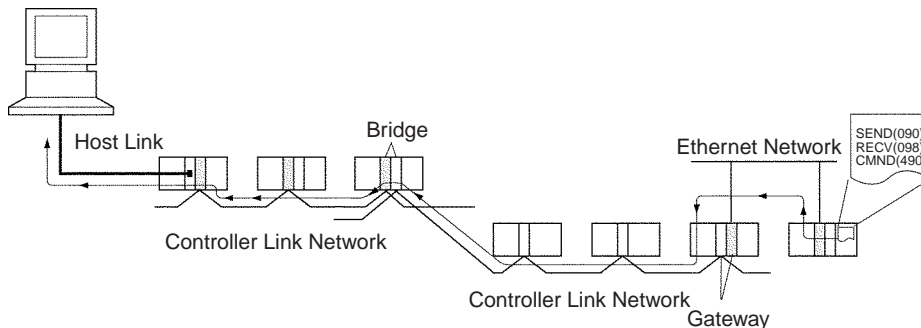 Host Link
Bridge
Ethernet Network
SEND(090)
RECV(098)
CMND(490)
Controller Link Network
Controller Link Network
Gateway